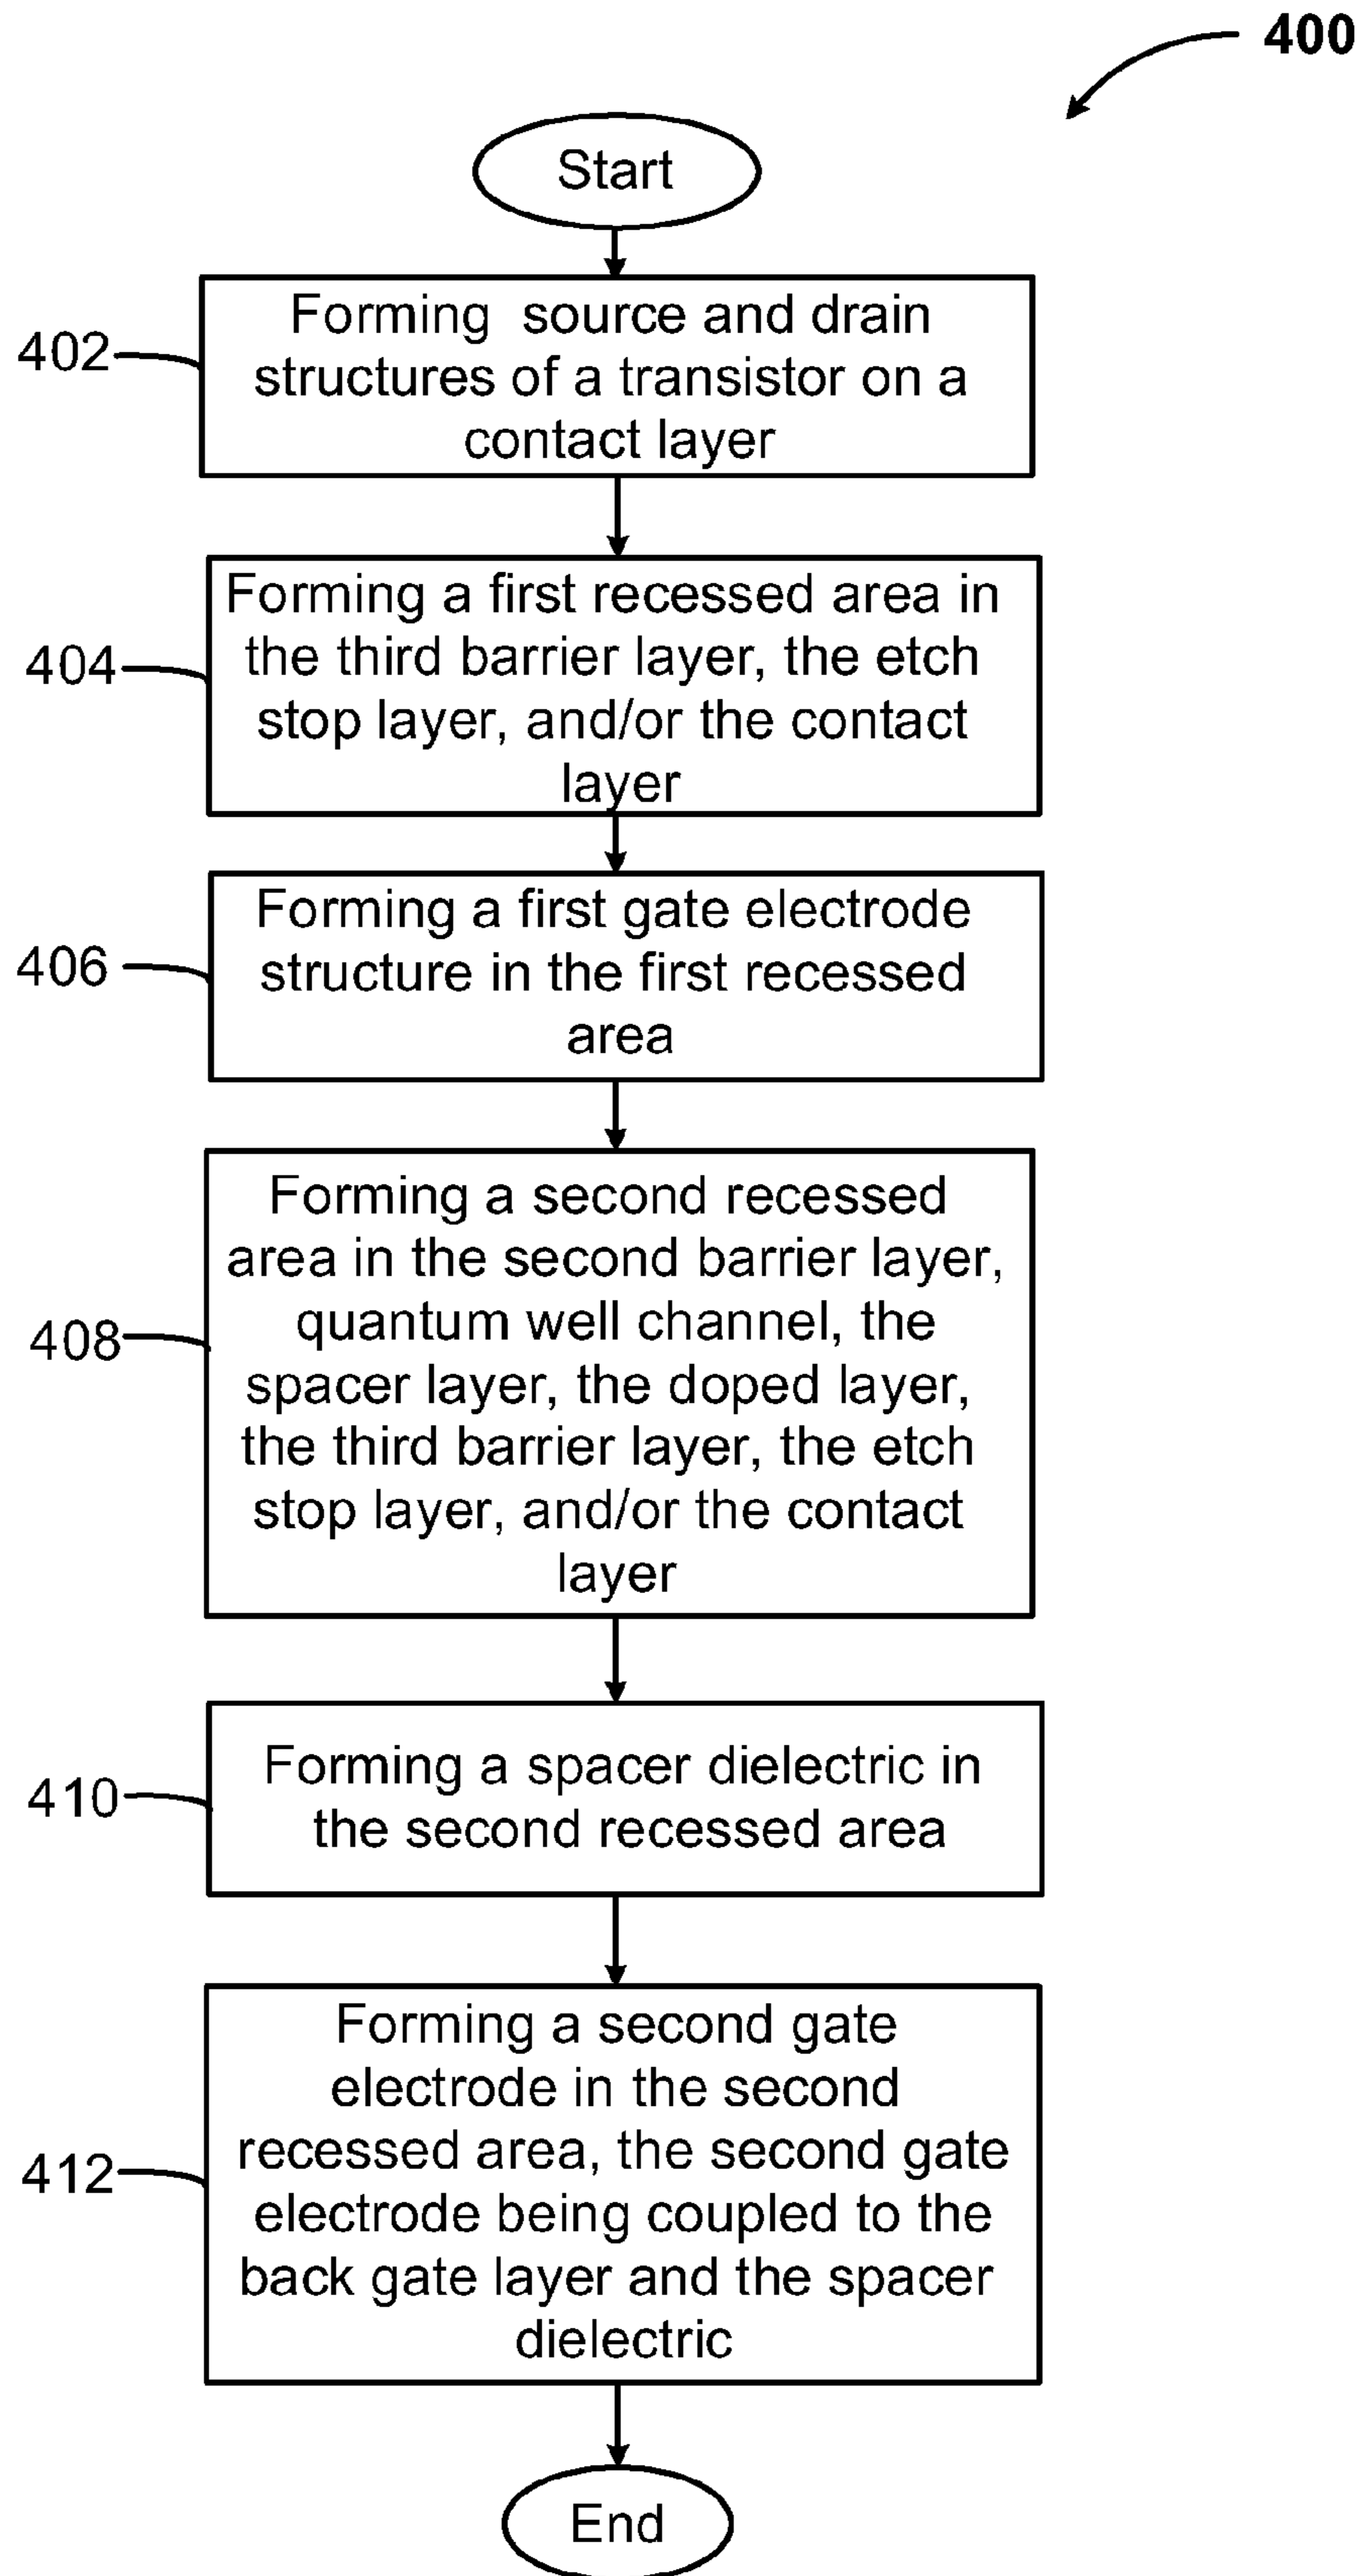 400
Start
402
Forming source and drain
structures of a transistor on a
contact layer
404
Forming a first recessed area in
the third barrier layer, the etch
stop layer, and/or the contact
layer
406
Forming a first gate electrode
structure in the first recessed
area
408
Forming a second recessed
area in the second barrier layer,
quantum well channel, the
spacer layer, the doped layer,
the third barrier layer, the etch
stop layer, and/or the contact
layer
410
Forming a spacer dielectric in
the second recessed area
412
Forming a second gate
electrode in the second
recessed area, the second gate
electrode being coupled to the
back gate layer and the spacer
dielectric
End